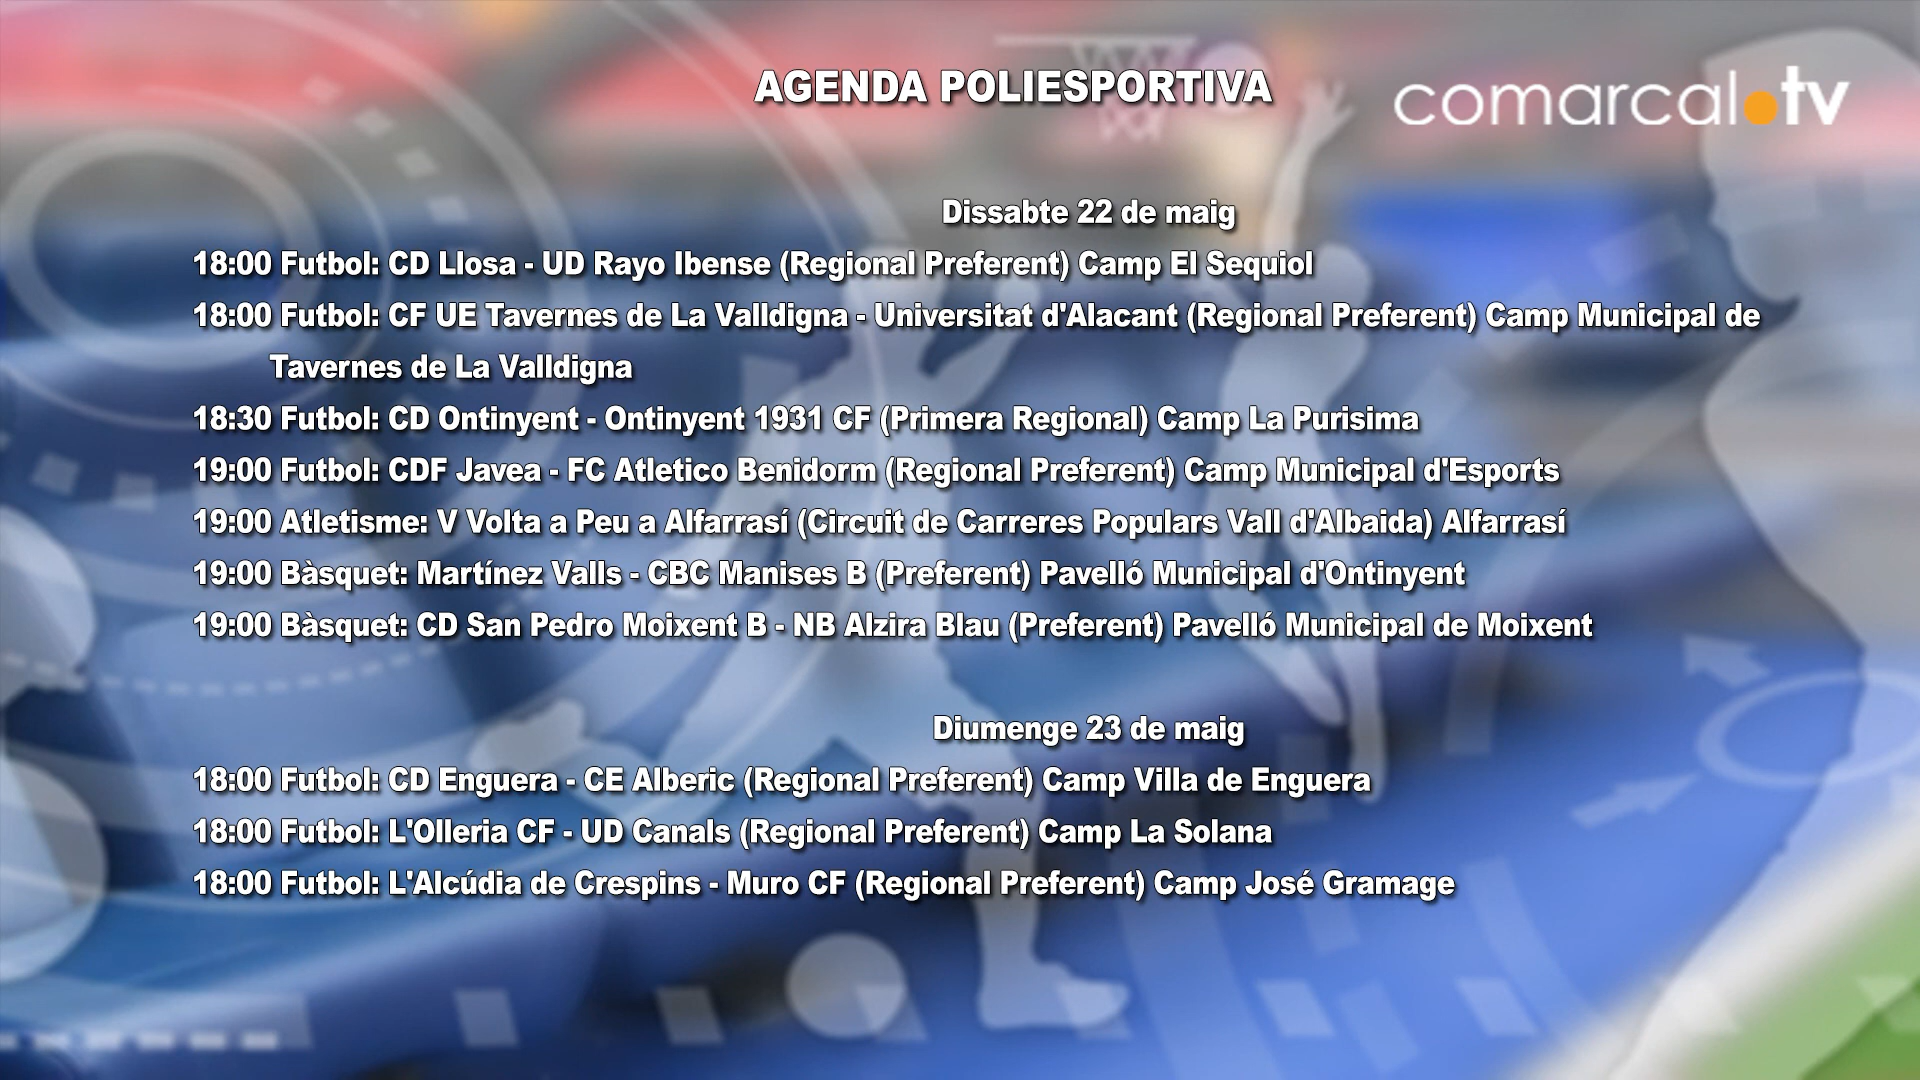 AGENDA POLIESPORTIVA
comarcal.tv
Dissabte 22 de maig
18:00 Futbol: CD Llosa - UD Rayo Ibense (Regional Preferent) Camp El Sequiol
18:00 Futbol: CF UE Tavernes de La Valldigna - Universitat d'Alacant (Regional Preferent) Camp Municipal de
Tavernes de La Valldigna
18:30 Futbol: CD Ontinyent - Ontinyent 1931 CF (Primera Regional) Camp La Purisima
19:00 Futbol: CDF Javea - FC Atletico Benidorm (Regional Preferent) Camp Municipal d'Esports
19:00 Atletisme: V Volta a Peu a Alfarrasí (Circuit de Carreres Populars Vall d'Albaida) Alfarrasí
19:00 Bàsquet: Martínez Valls - CBC Manises B (Preferent) Pavelló Municipal d'Ontinyent
19:00 Bàsquet: CD San Pedro Moixent B - NB Alzira Blau (Preferent) Pavelló Municipal de Moixent
Diumenge 23 de maig
18:00 Futbol: CD Enguera - CE Alberic (Regional Preferent) Camp Villa de Enguera
18:00 Futbol: L'Olleria CF - UD Canals (Regional Preferent) Camp La Solana
18:00 Futbol: L'Alcúdia de Crespins - Muro CF (Regional Preferent) Camp José Gramage